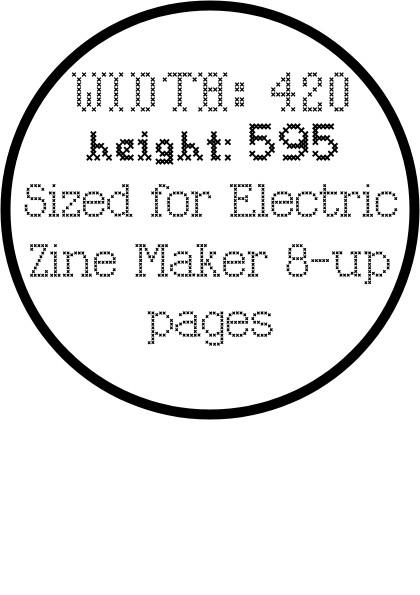 WIDTH: 420
height: 595
Sized for Electric
Zine Maker 8-up
pages